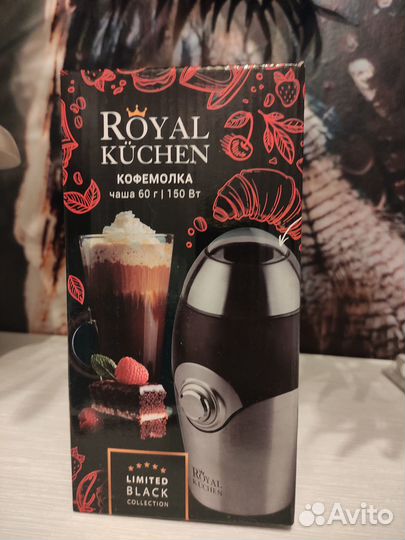 ROYAL
KÜCHEN
КОФЕМОЛКА
чаша 60 г | 150 Вт
ROYAL
KÜCHEN
LIMITED
BLACK
COLLECTION
Avito